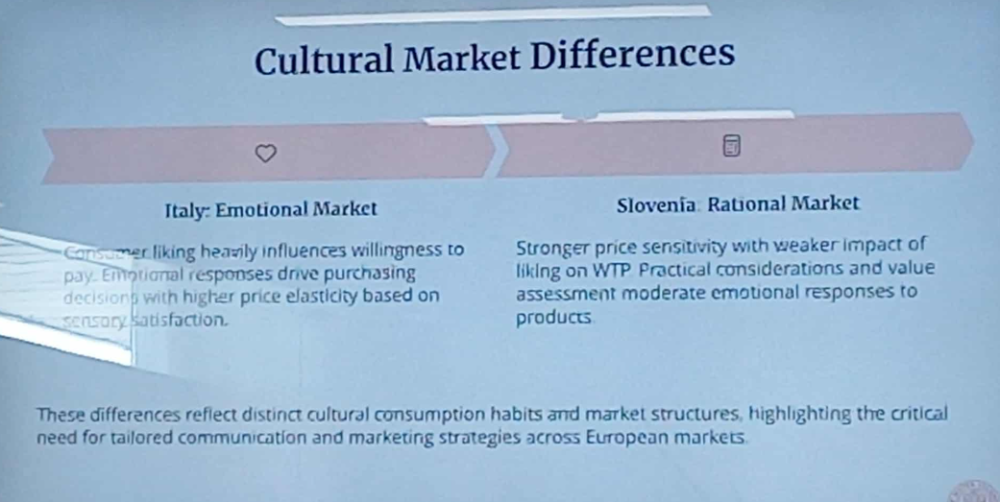 Cultural Market Differences
Italy: Emotional Market
Consumer liking heavily influences willingness to
pay. Emotional responses drive purchasing
decisions with higher price elasticity based on
sensory satisfaction.
Slovenia: Rational Market
Stronger price sensitivity with weaker impact of
liking on WTP. Practical considerations and value
assessment moderate emotional responses to
products.
These differences reflect distinct cultural consumption habits and market structures, highlighting the critical
need for tailored communication and marketing strategies across European markets.